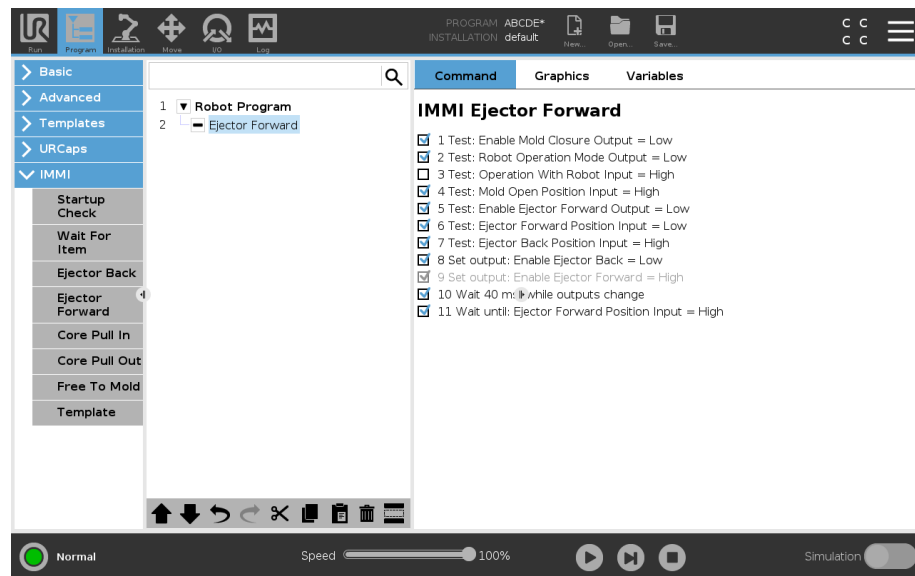 PROGRAM ABCDE*
INSTALLATION default
New... Open... Save...
C C
C C
UR
Run Program Installation Move I/O Log
Basic
Advanced
Templates
URCaps
IMMI
Startup
Check
Wait For
Item
Ejector Back
Ejector
Forward
Core Pull In
Core Pull Out
Free To Mold
Template
1 Robot Program
2 Ejector Forward
Command Graphics Variables
IMMI Ejector Forward
1 Test: Enable Mold Closure Output = Low
2 Test: Robot Operation Mode Output = Low
3 Test: Operation With Robot Input = High
4 Test: Mold Open Position Input = High
5 Test: Enable Ejector Forward Output = Low
6 Test: Ejector Forward Position Input = Low
7 Test: Ejector Back Position Input = High
8 Set output: Enable Ejector Back = Low
9 Set output: Enable Ejector Forward = High
10 Wait 40 ms while outputs change
11 Wait until: Ejector Forward Position Input = High
Normal
Speed 100%
Simulation